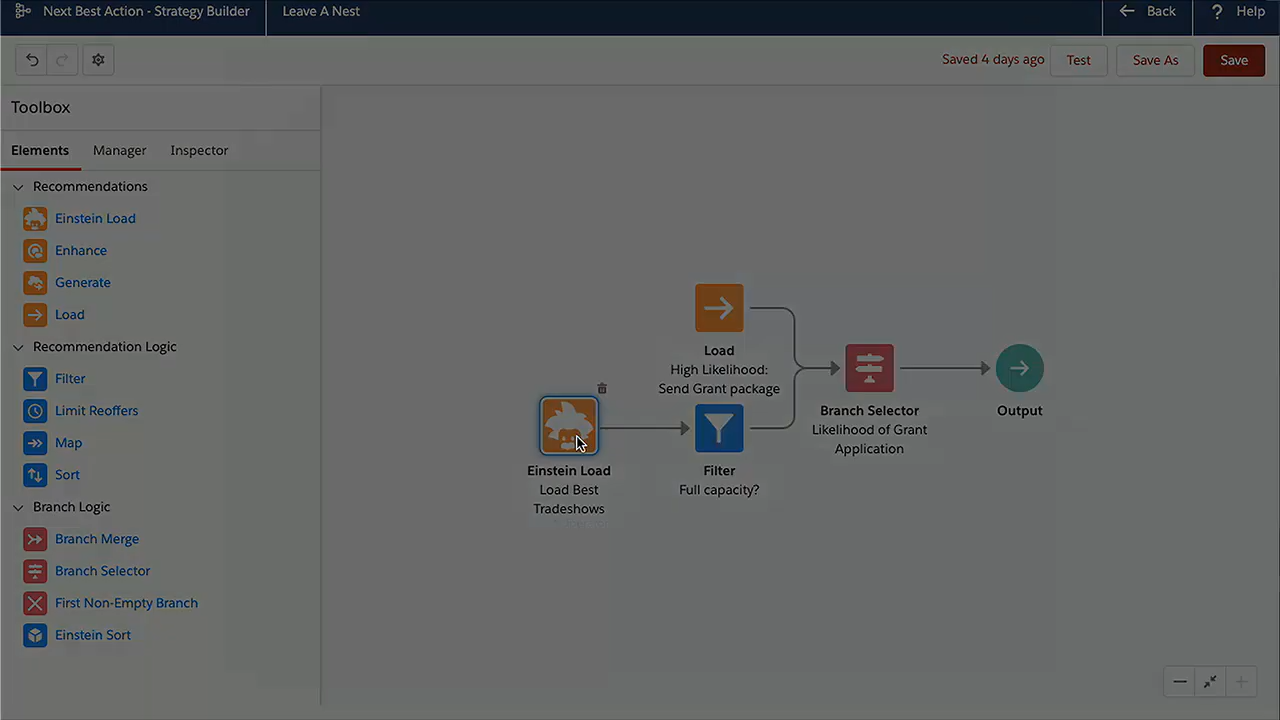 Next Best Action - Strategy Builder
Leave A Nest
Back
? Help
Saved 4 days ago
Test
Save As
Save
Toolbox
Elements
Manager
Inspector
Recommendations
Einstein Load
Enhance
Generate
Load
Recommendation Logic
Filter
Limit Reoffers
Map
Sort
Branch Logic
Branch Merge
Branch Selector
First Non-Empty Branch
Einstein Sort
Load
High Likelihood:
Send Grant package
Einstein Load
Load Best
Tradeshows
Filter
Full capacity?
Branch Selector
Likelihood of Grant
Application
Output